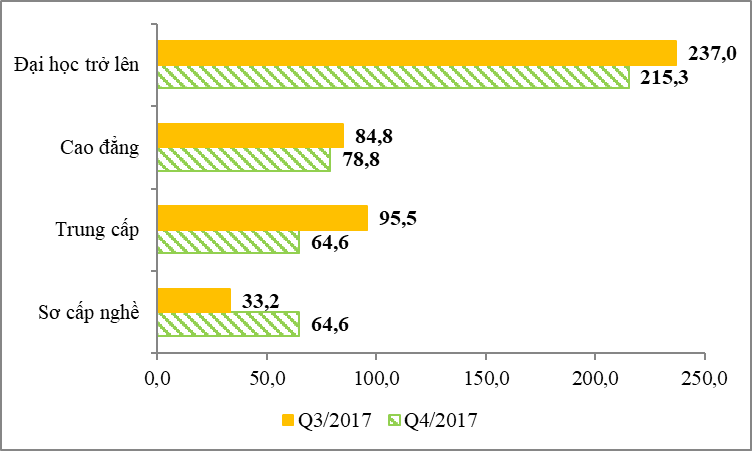 Đại học trở lên
237,0
215,3
Cao đẳng
84,8
78,8
Trung cấp
95,5
64,6
Sơ cấp nghề
33,2
64,6
0,0 50,0 100,0 150,0 200,0 250,0
Q3/2017 Q4/2017